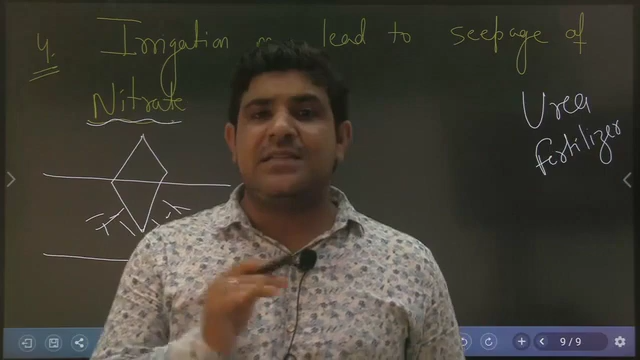 4. Irrigation lead to seepage of
Nitrate
Urea
fertilizer
9/9